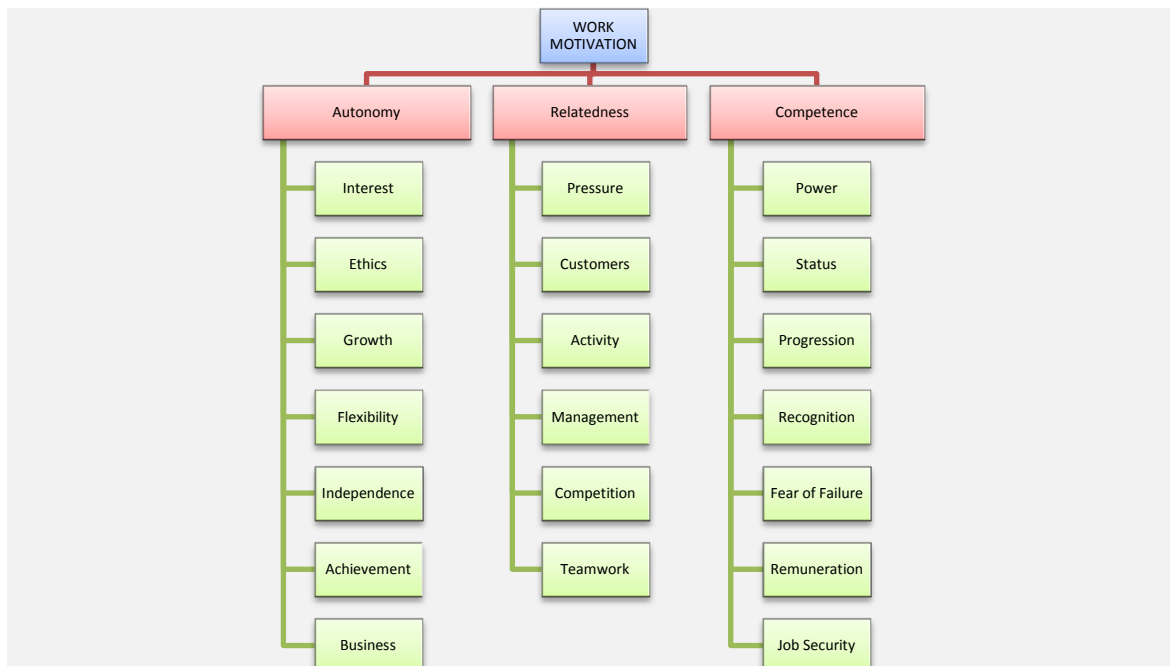 WORK
MOTIVATION
Autonomy
Relatedness
Competence
Interest
Pressure
Power
Ethics
Customers
Status
Growth
Activity
Progression
Flexibility
Management
Recognition
Independence
Competition
Fear of Failure
Achievement
Teamwork
Remuneration
Business
Job Security